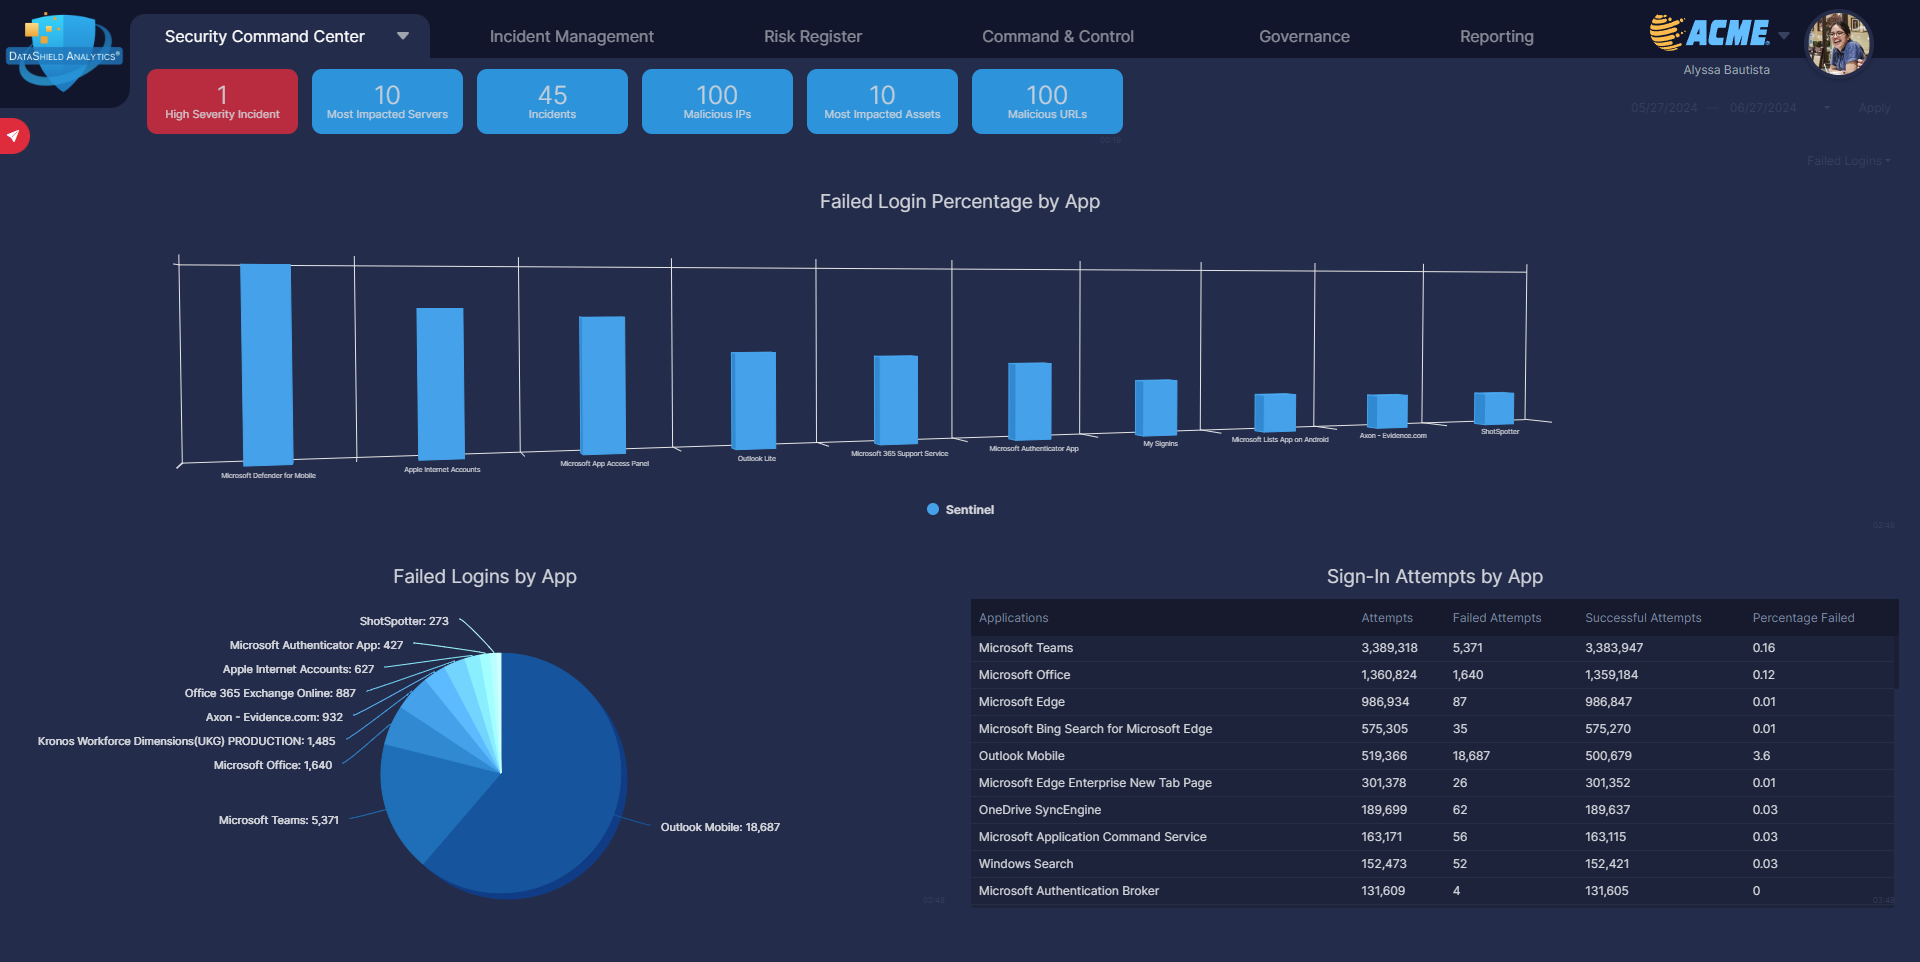 DATASHIELD ANALYTICS®
Security Command Center
Incident Management
Risk Register
Command & Control
Governance
Reporting
ACME
Alyssa Bautista
1
High Severity Incident
10
Most Impacted Servers
45
Incidents
100
Malicious IPs
10
Most Impacted Assets
100
Malicious URLs
05/27/2024 — 06/27/2024
Apply
00:19
Failed Logins
Failed Login Percentage by App
Microsoft Defender for Mobile
Apple Internet Accounts
Microsoft App Access Panel
Outlook Lite
Microsoft 365 Support Service
Microsoft Authenticator App
My Signins
Microsoft Lists App on Android
Axon - Evidence.com
ShotSpotter
Sentinel
03:48
Failed Logins by App
ShotSpotter: 273
Microsoft Authenticator App: 427
Apple Internet Accounts: 627
Office 365 Exchange Online: 887
Axon - Evidence.com: 932
Kronos Workforce Dimensions(UKG) PRODUCTION: 1,485
Microsoft Office: 1,640
Microsoft Teams: 5,371
Outlook Mobile: 18,687
03:48
Sign-In Attempts by App
Applications Attempts Failed Attempts Successful Attempts Percentage Failed
Microsoft Teams 3,389,318 5,371 3,383,947 0.16
Microsoft Office 1,360,824 1,640 1,359,184 0.12
Microsoft Edge 986,934 87 986,847 0.01
Microsoft Bing Search for Microsoft Edge 575,305 35 575,270 0.01
Outlook Mobile 519,366 18,687 500,679 3.6
Microsoft Edge Enterprise New Tab Page 301,378 26 301,352 0.01
OneDrive SyncEngine 189,699 62 189,637 0.03
Microsoft Application Command Service 163,171 56 163,115 0.03
Windows Search 152,473 52 152,421 0.03
Microsoft Authentication Broker 131,609 4 131,605 0
03:48